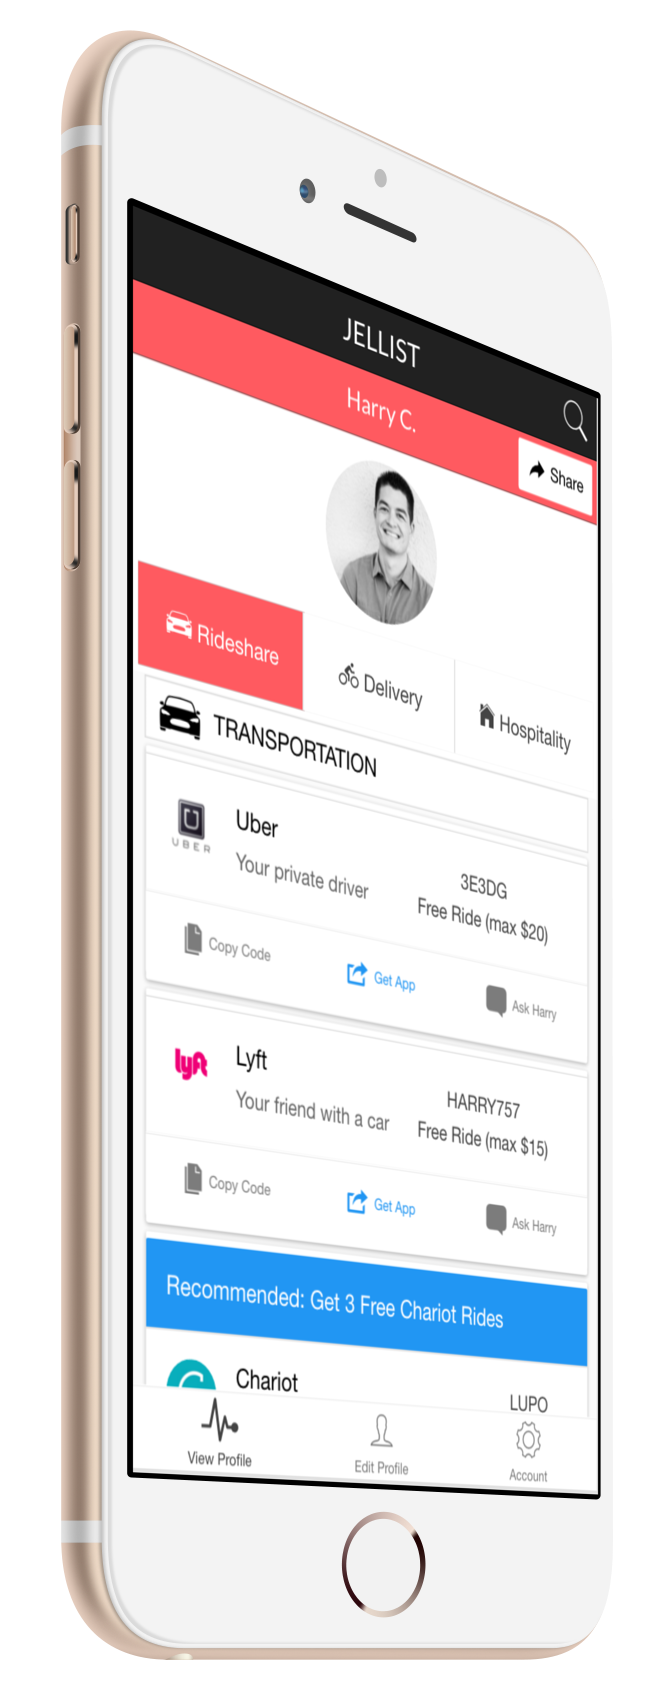 JELLIST
Harry C.
Share
Rideshare
Delivery
Hospitality
TRANSPORTATION
UBER
Uber
Your private driver
3E3DG
Free Ride (max $20)
Copy Code
Get App
Ask Harry
lyft
Lyft
Your friend with a car
HARRY757
Free Ride (max $15)
Copy Code
Get App
Ask Harry
Recommended: Get 3 Free Chariot Rides
Chariot
LUPO
View Profile
Edit Profile
Account